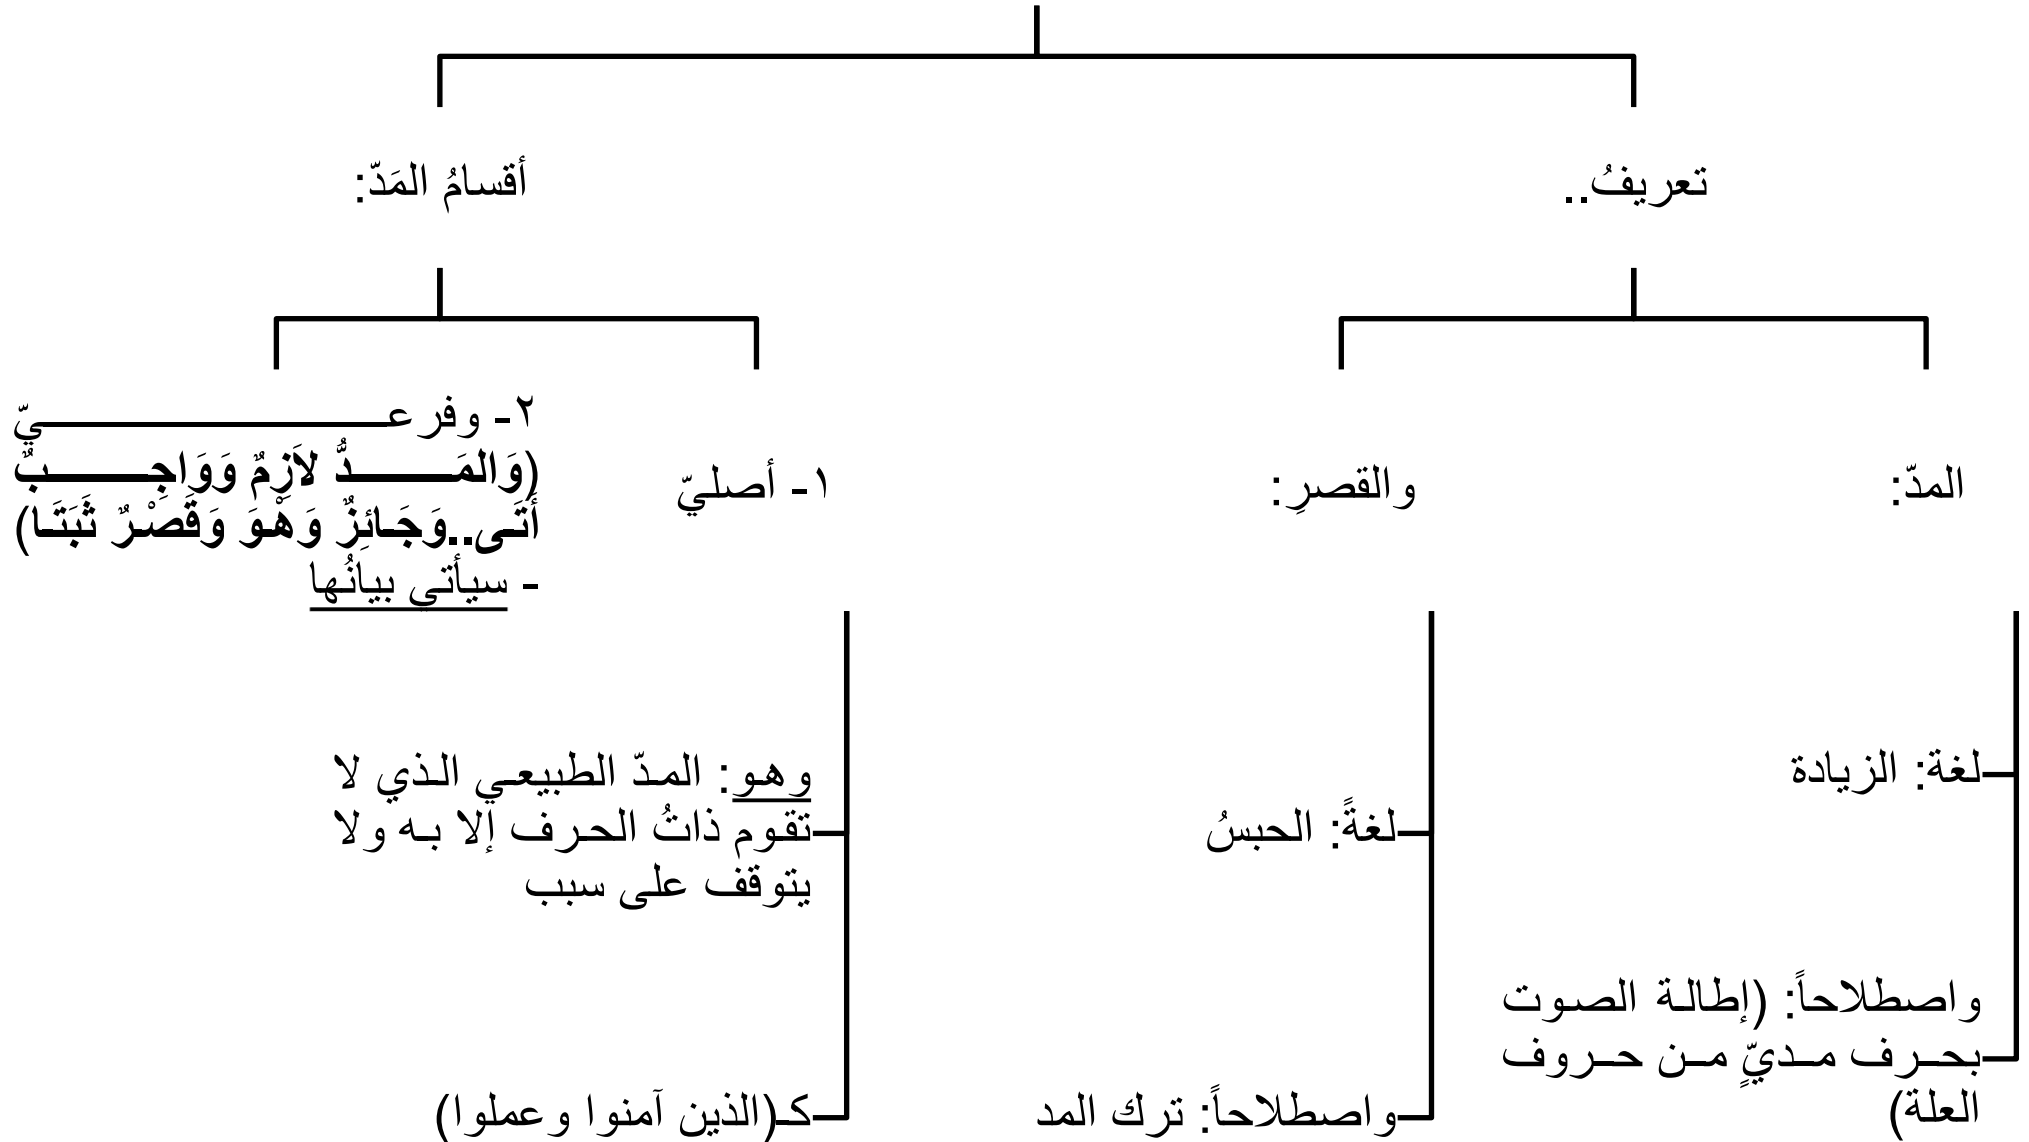 تعريفُ..
المدّ:
لغة: الزيادة
واصطلاحاً: (إطالة الصوت
بحرف مديٍّ من حروف
العلة)
والقصرِ:
لغةً: الحبسُ
واصطلاحاً: ترك المد
أقسامُ المَدّ:
١- أصليّ
وهو: المدّ الطبيعي الذي لا
تقوم ذاتُ الحرف إلا به ولا
يتوقف على سبب
كـ(الذين آمنوا وعملوا)
٢- وفرعـــــيّ
(وَالمَـــدُّ لاَزِمٌ وَوَاجِـــبٌ
أَتَى..وَجَائِزٌ وَهْوَ وَقَصْرٌ ثَبَتَا)
- سيأتي بيانُها